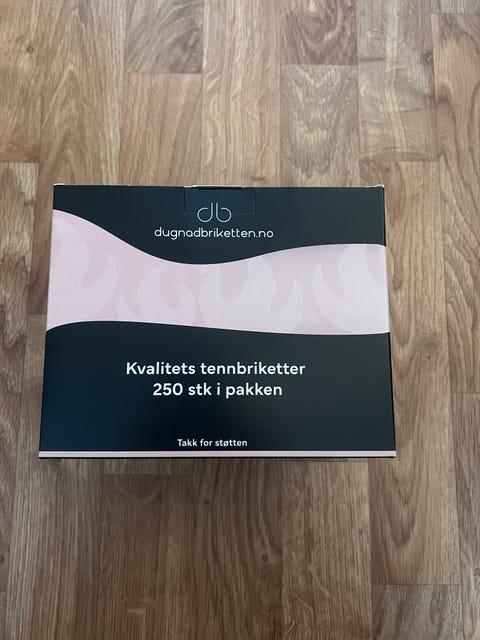 db
dugnadbriketten.no
Kvalitets tennbriketter
250 stk i pakken
Takk for støtten